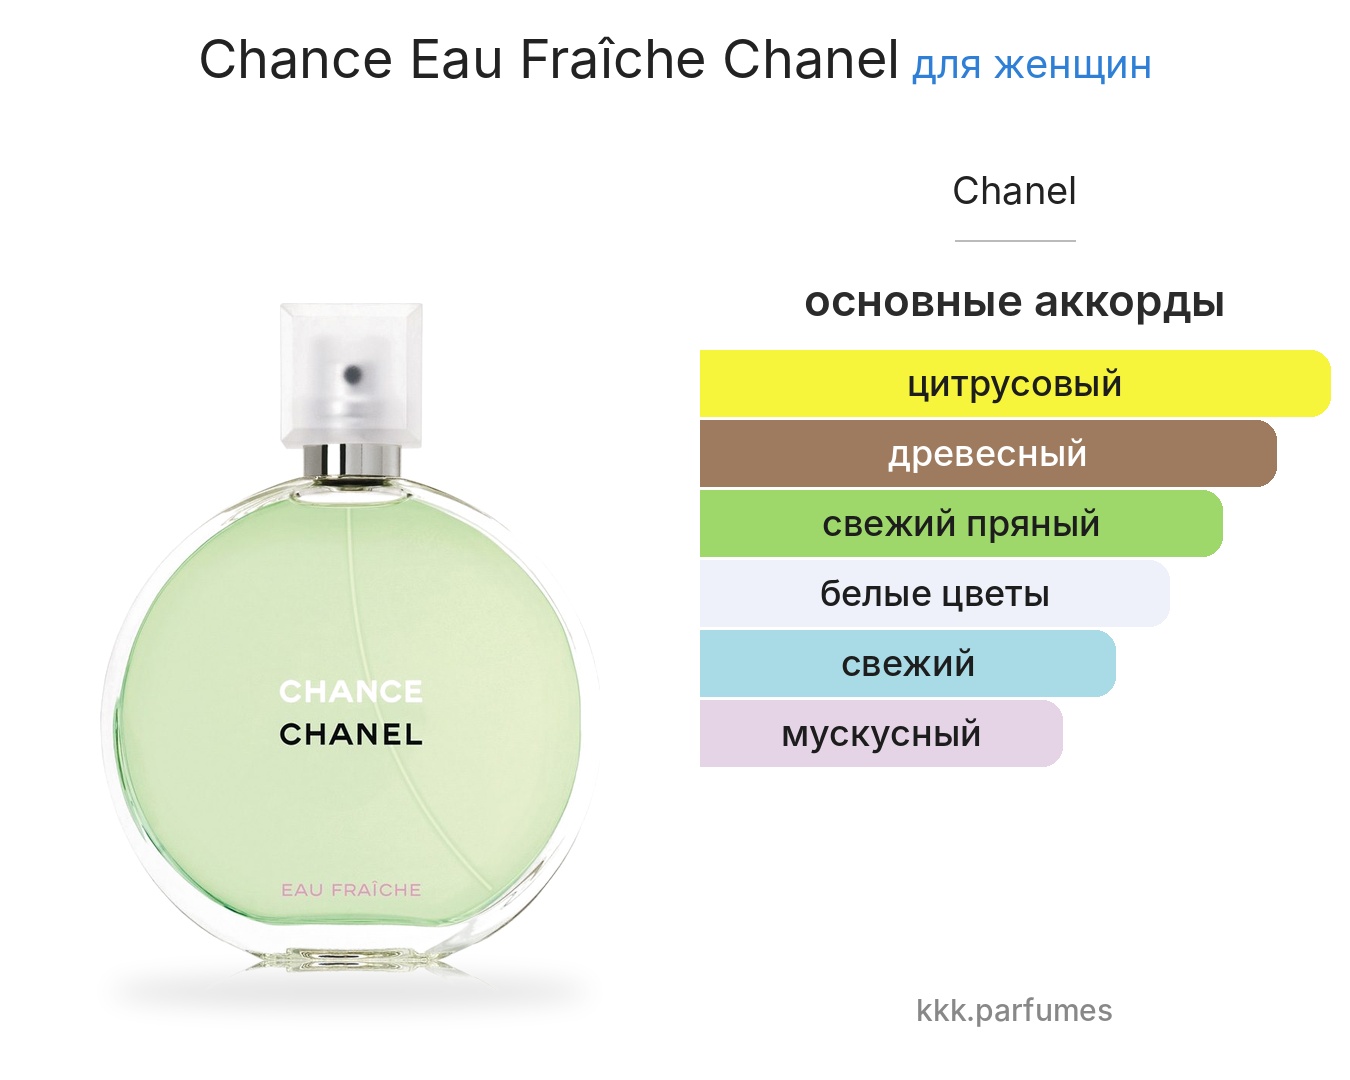 Chance Eau Fraîche Chanel для женщин
Chanel
основные аккорды
цитрусовый
древесный
свежий пряный
белые цветы
свежий
мускусный
CHANCE
CHANEL
EAU FRAÎCHE
kkk.parfumes